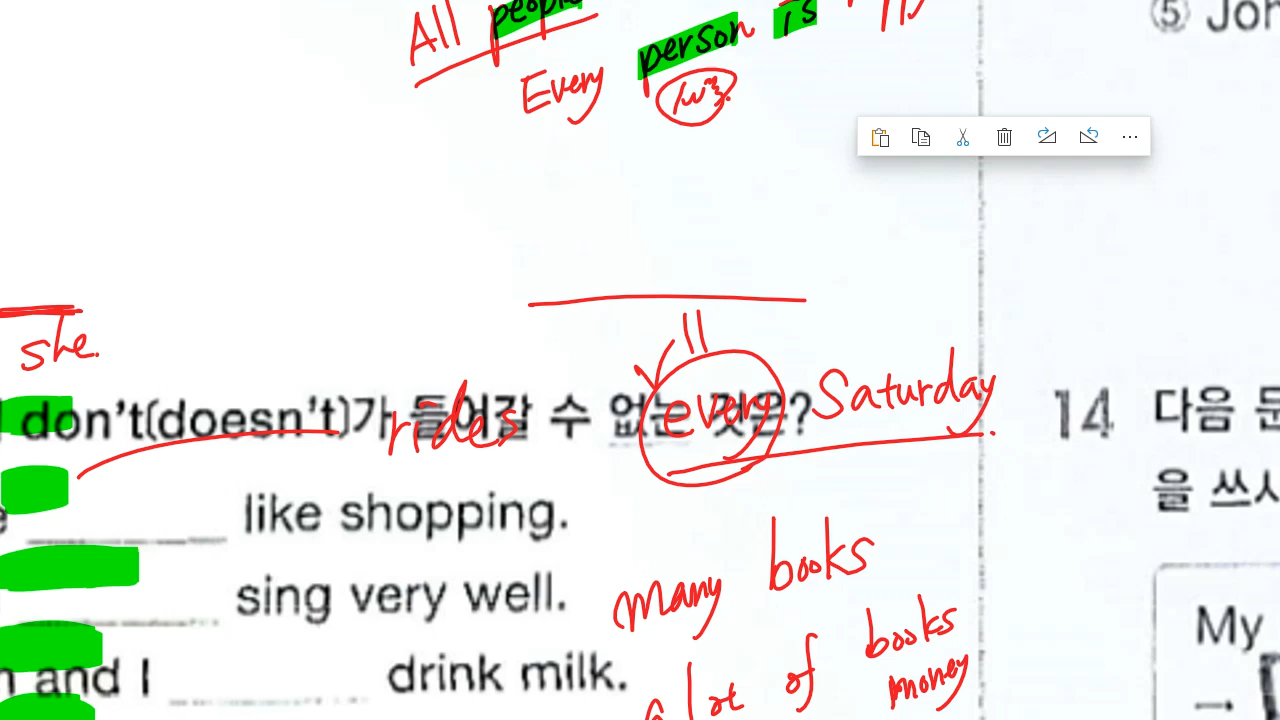 All people
Every person is
⑤ Joh
she.
don't(doesn't)가 들어갈 수 없는 것은?
rides every Saturday.
like shopping.
sing very well.
and I drink milk.
many books
a lot of books
money
14 다음 문
을 쓰시
My
→